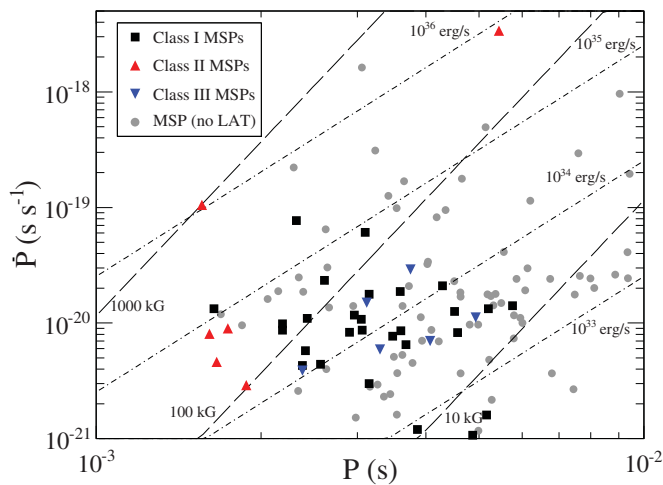 Class I MSPs
Class II MSPs
Class III MSPs
MSP (no LAT)
10^36 erg/s
10^35 erg/s
10^34 erg/s
10^33 erg/s
1000 kG
100 kG
10 kG
10^-18
10^-19
10^-20
10^-21
Ṗ (s s^-1)
10^-3
10^-2
P (s)